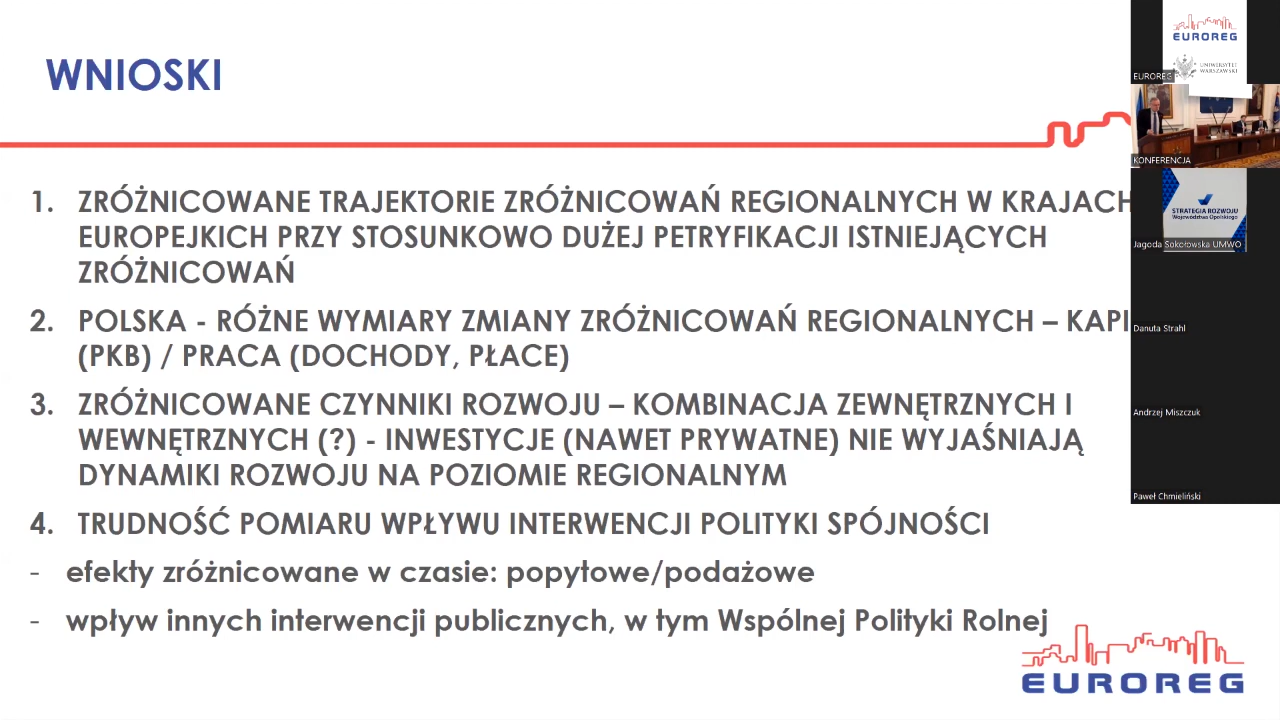 WNIOSKI
1. ZRÓŻNICOWANE TRAJEKTORIE ZRÓŻNICOWAŃ REGIONALNYCH W KRAJACH
EUROPEJKICH PRZY STOSUNKOWO DUŻEJ PETRYFIKACJI ISTNIEJĄCYCH
ZRÓŻNICOWAŃ
2. POLSKA - RÓŻNE WYMIARY ZMIANY ZRÓŻNICOWAŃ REGIONALNYCH – KAPI
(PKB) / PRACA (DOCHODY, PŁACE)
3. ZRÓŻNICOWANE CZYNNIKI ROZWOJU – KOMBINACJA ZEWNĘTRZNYCH I
WEWNĘTRZNYCH (?) - INWESTYCJE (NAWET PRYWATNE) NIE WYJAŚNIAJĄ
DYNAMIKI ROZWOJU NA POZIOMIE REGIONALNYM
4. TRUDNOŚĆ POMIARU WPŁYWU INTERWENCJI POLITYKI SPÓJNOŚCI
- efekty zróżnicowane w czasie: popytowe/podażowe
- wpływ innych interwencji publicznych, w tym Wspólnej Polityki Rolnej
EUROREG
EUROREG
UNIWERSYTET
WARSZAWSKI
EUROREG
KONFERENCJA
STRATEGIA ROZWOJU
Województwa Opolskiego
Jagoda Sokołowska UMWO
Danuta Strahl
Andrzej Miszczuk
Paweł Chmieliński